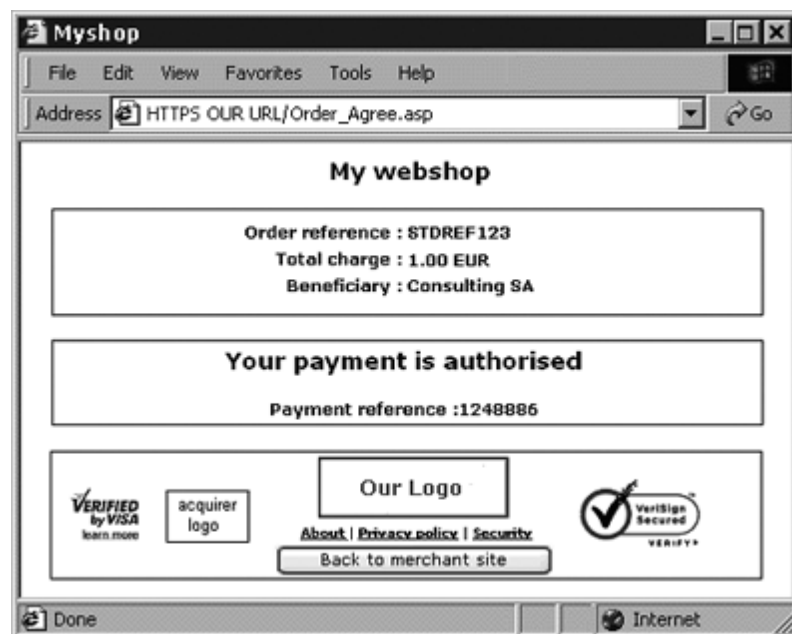 Myshop
File Edit View Favorites Tools Help
Address HTTPS OUR URL/Order_Agree.asp Go
My webshop
Order reference : STDREF123
Total charge : 1.00 EUR
Beneficiary : Consulting SA
Your payment is authorised
Payment reference :1248886
VERIFIED
by VISA
learn more
acquirer
logo
Our Logo
About | Privacy policy | Security
Back to merchant site
VeriSign
Secured
VERIFY
Done Internet